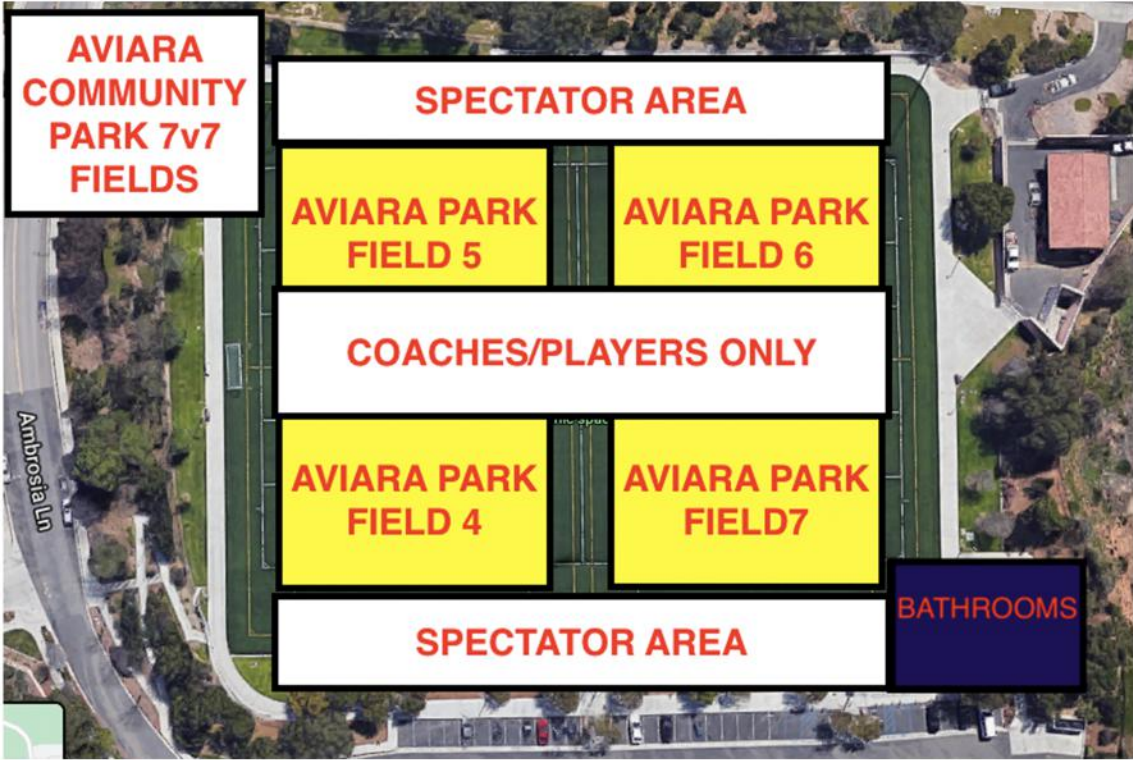 AVIARA
COMMUNITY
PARK 7v7
FIELDS
SPECTATOR AREA
AVIARA PARK
FIELD 5
AVIARA PARK
FIELD 6
COACHES/PLAYERS ONLY
Ambrosia Ln
AVIARA PARK
FIELD 4
AVIARA PARK
FIELD7
BATHROOMS
SPECTATOR AREA